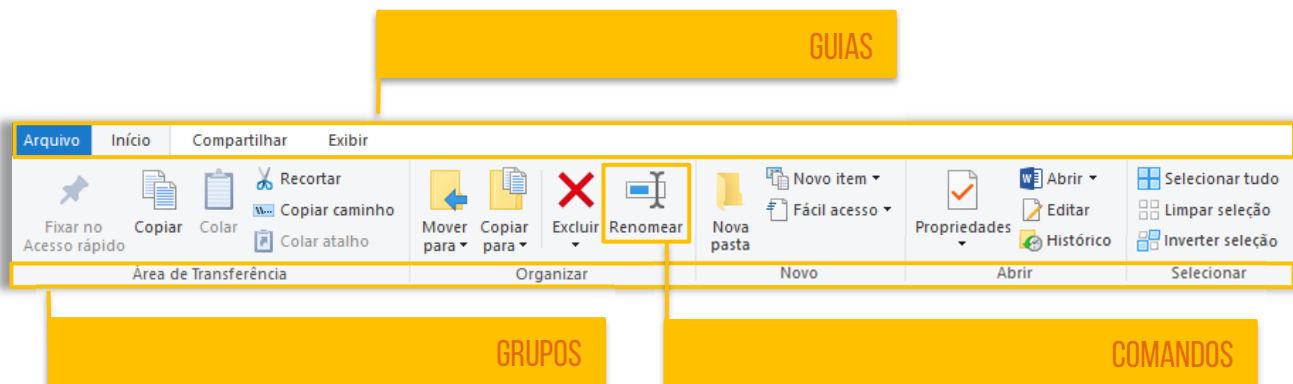 GUIAS
Arquivo Início Compartilhar Exibir
Fixar no
Acesso rápido
Copiar
Colar
Recortar
Copiar caminho
Colar atalho
Área de Transferência
Mover
para
Copiar
para
Excluir
Renomear
Organizar
Nova
pasta
Novo item
Fácil acesso
Novo
Propriedades
Abrir
Editar
Histórico
Abrir
Selecionar tudo
Limpar seleção
Inverter seleção
Selecionar
GRUPOS
COMANDOS